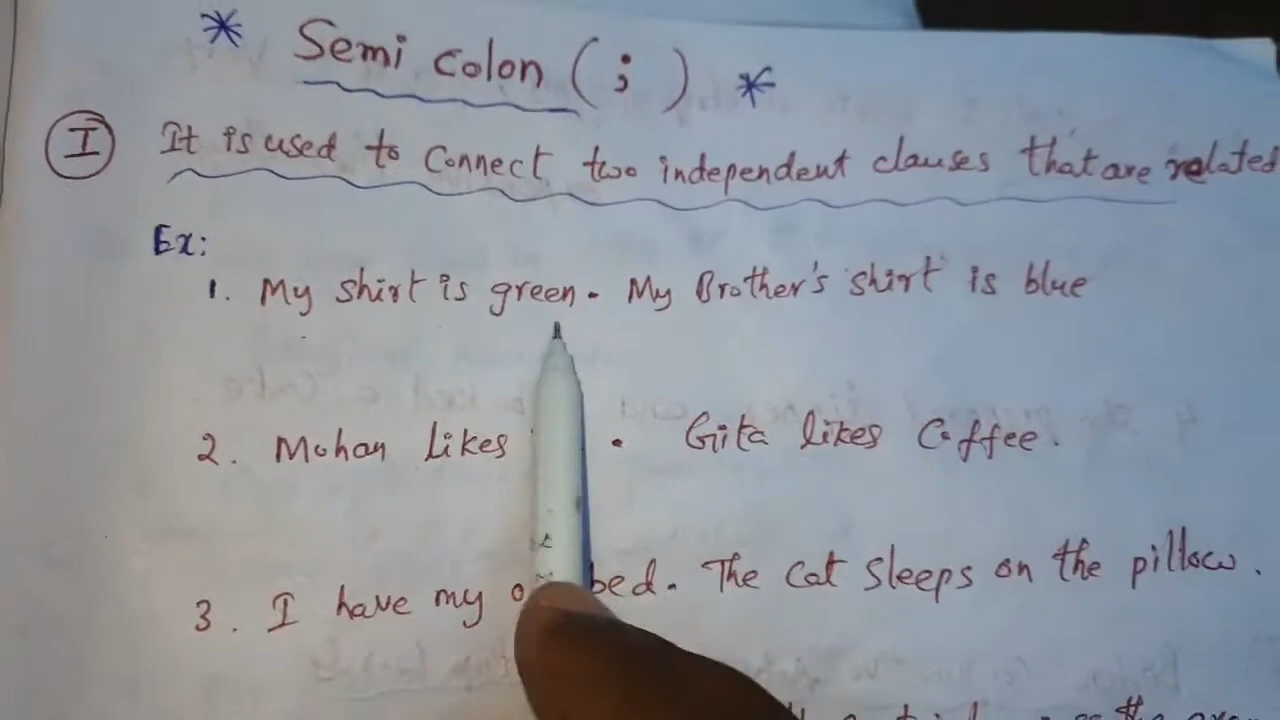 * Semi colon ( ; ) *
I It is used to connect two independent clauses that are related
Ex:
1. My shirt is green. My Brother's shirt is blue
2. Mohan likes . Gita likes Coffee.
3. I have my bed. The Cat Sleeps on the pillow.